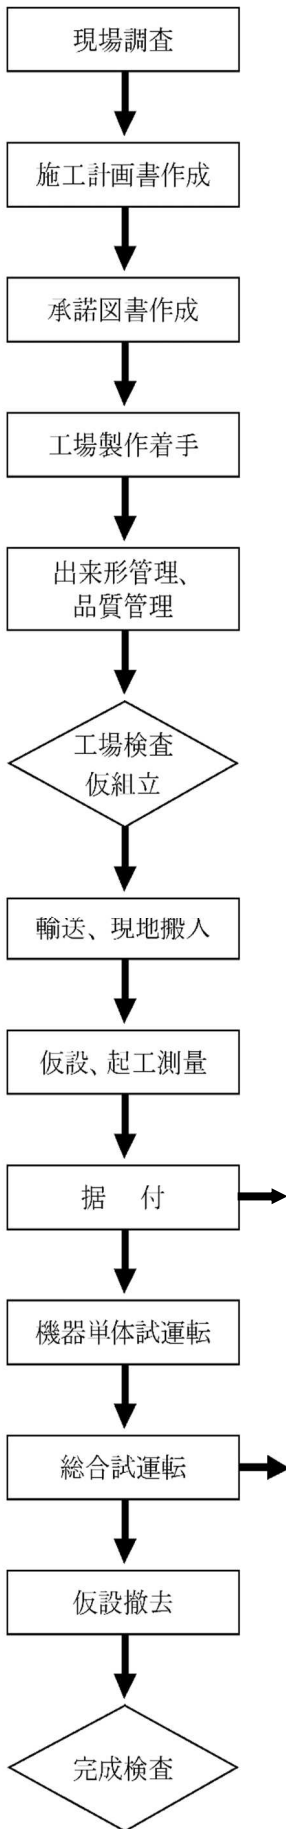 現場調査
施工計画書作成
承諾図書作成
工場製作着手
出来形管理、
品質管理
工場検査
仮組立
輸送、現地搬入
仮設、起工測量
据　付
機器単体試運転
総合試運転
仮設撤去
完成検査